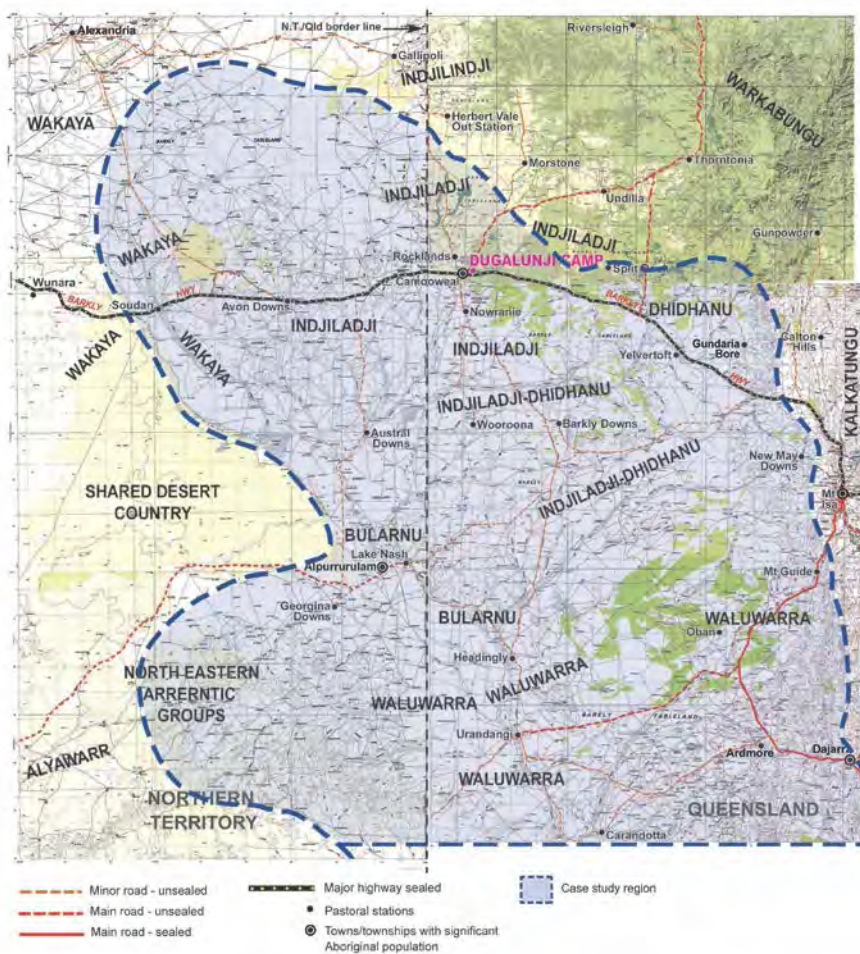 N.T./Qld border line
Alexandria
Riversleigh
Gallipoli
INDJILINDJI
WARKABUNGU
WAKAYA
Herbert Vale
Out Station
Morstone
Thorntonia
INDJILADJI
Undilla
INDJILADJI
Gunpowder
WAKAYA
Rocklands
DUGALUNJI CAMP
Camooweal
Split
Wunara
BARKLY
HWY
Soudan
Avon Downs
INDJILADJI
Nowranie
BARKLY
DHIDHANU
WAKAYA
WAKAYA
INDJILADJI
Yelvertoft
Gundaria
Bore
Calton
Hills
HWY
KALKATUNGU
INDJILADJI-DHIDHANU
Wooroona
Barkly Downs
Austral
Downs
New May
Downs
SHARED DESERT
COUNTRY
INDJILADJI-DHIDHANU
Mt
Isa
BULARNU
Lake Nash
Alpurrurulam
Mt Guide
Georgina
Downs
BULARNU
WALUWARRA
Oban
Headingly
NORTH EASTERN
ARRERNTIC
GROUPS
WALUWARRA
WALUWARRA
BARKLY TABLELAND
Urandangi
ALYAWARR
Ardmore
Dajarra
WALUWARRA
NORTHERN
TERRITORY
QUEENSLAND
Carandotta
Minor road - unsealed
Main road - unsealed
Main road - sealed
Major highway sealed
Pastoral stations
Towns/townships with significant
Aboriginal population
Case study region